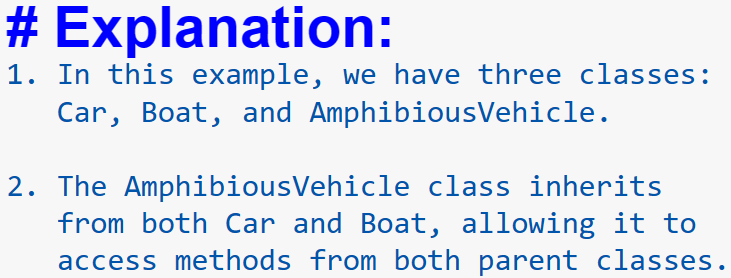 # Explanation:
1. In this example, we have three classes:
Car, Boat, and AmphibiousVehicle.
2. The AmphibiousVehicle class inherits
from both Car and Boat, allowing it to
access methods from both parent classes.